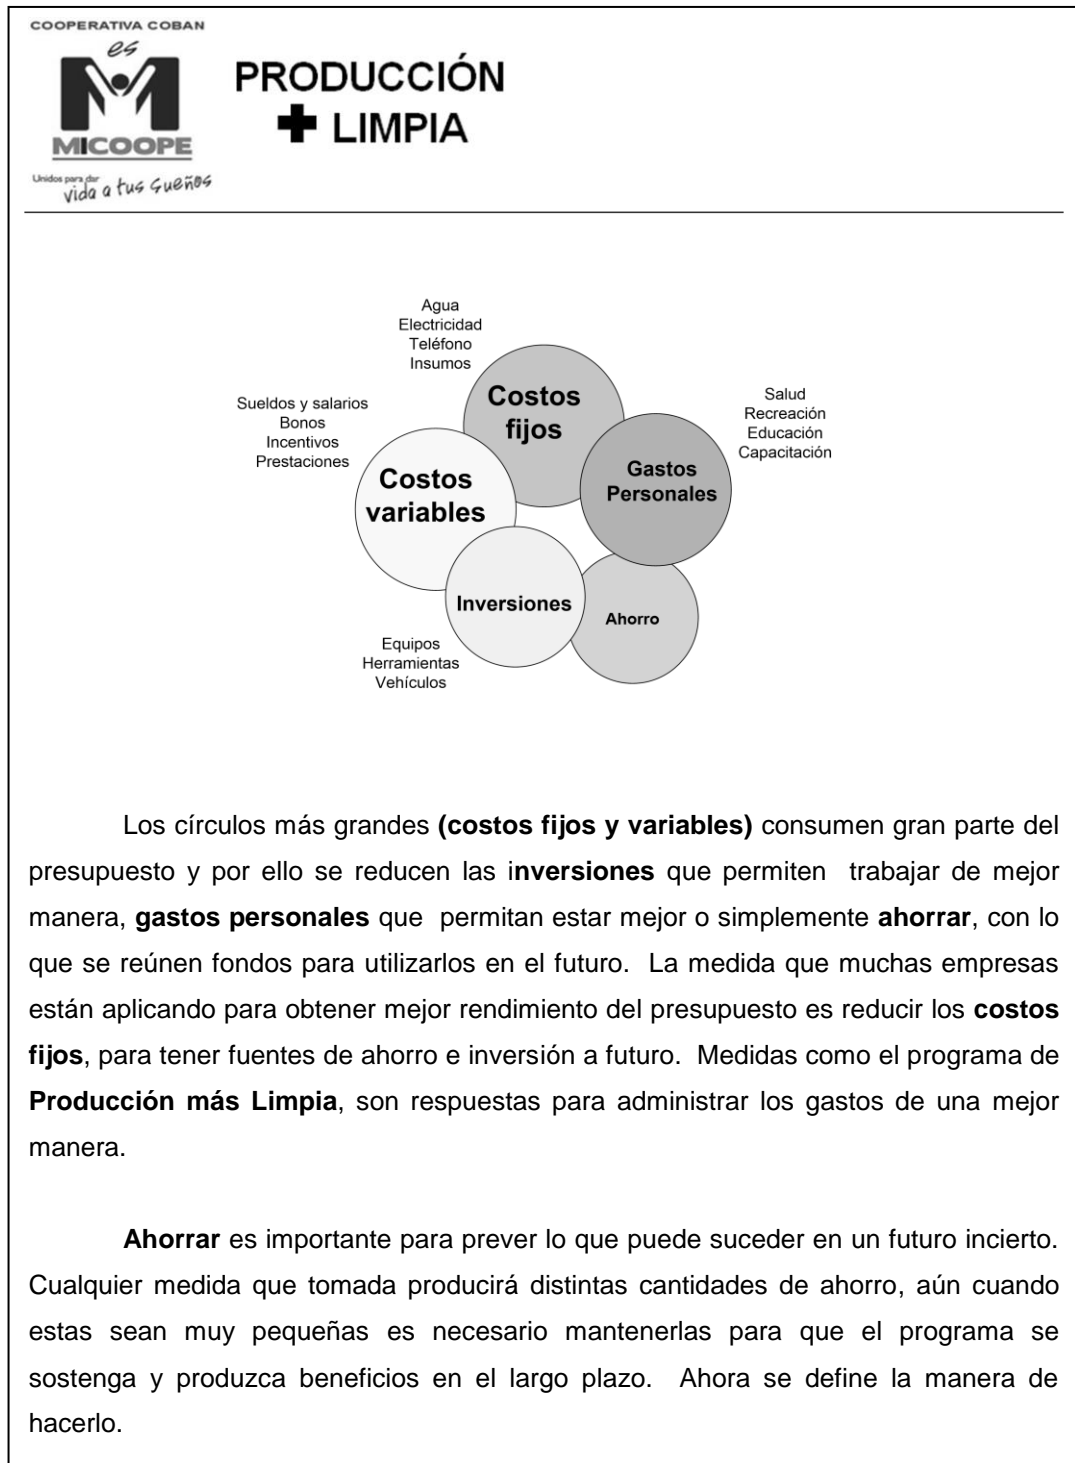 COOPERATIVA COBAN
es
MICOOPE
Unidos para dar
vida a tus sueños
PRODUCCIÓN
+ LIMPIA
Agua
Electricidad
Teléfono
Insumos
Costos
fijos
Sueldos y salarios
Bonos
Incentivos
Prestaciones
Costos
variables
Salud
Recreación
Educación
Capacitación
Gastos
Personales
Inversiones
Ahorro
Equipos
Herramientas
Vehículos
Los círculos más grandes (costos fijos y variables) consumen gran parte del
presupuesto y por ello se reducen las inversiones que permiten trabajar de mejor
manera, gastos personales que permitan estar mejor o simplemente ahorrar, con lo
que se reúnen fondos para utilizarlos en el futuro. La medida que muchas empresas
están aplicando para obtener mejor rendimiento del presupuesto es reducir los costos
fijos, para tener fuentes de ahorro e inversión a futuro. Medidas como el programa de
Producción más Limpia, son respuestas para administrar los gastos de una mejor
manera.
Ahorrar es importante para prever lo que puede suceder en un futuro incierto.
Cualquier medida que tomada producirá distintas cantidades de ahorro, aún cuando
estas sean muy pequeñas es necesario mantenerlas para que el programa se
sostenga y produzca beneficios en el largo plazo. Ahora se define la manera de
hacerlo.